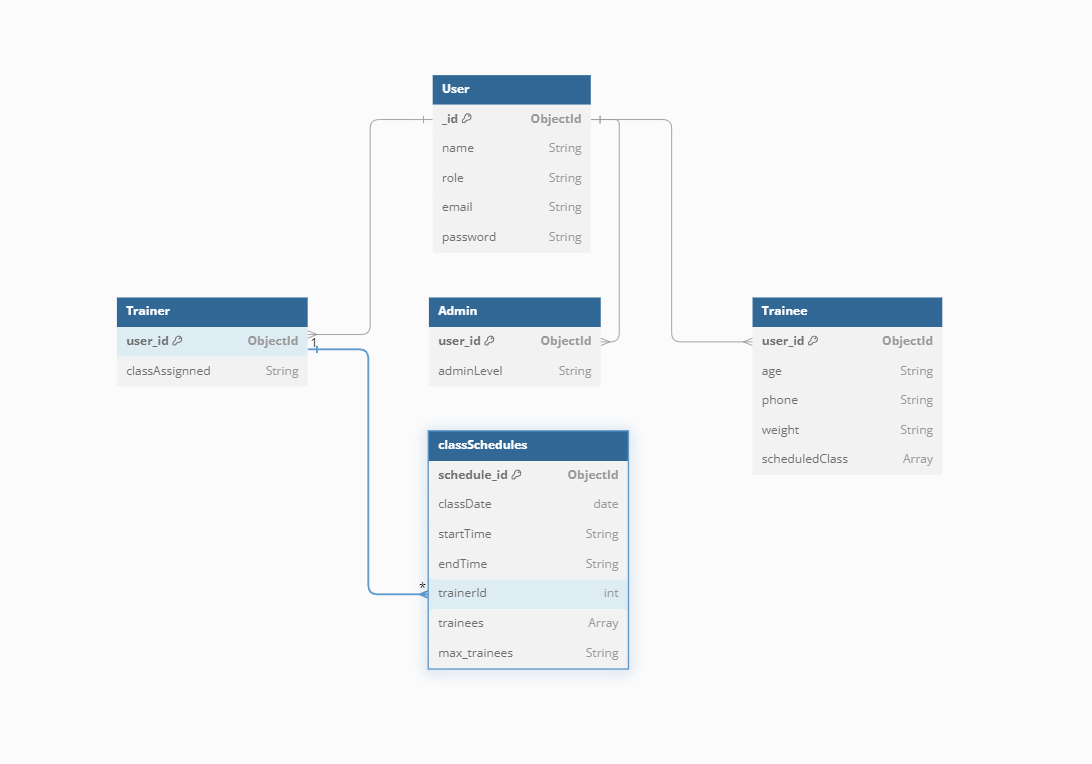 User
_id ObjectId
name String
role String
email String
password String
Trainer
user_id ObjectId
1
classAssignned String
Admin
user_id ObjectId
adminLevel String
Trainee
user_id ObjectId
age String
phone String
weight String
scheduledClass Array
classSchedules
schedule_id ObjectId
classDate date
startTime String
endTime String
*
trainerId int
trainees Array
max_trainees String